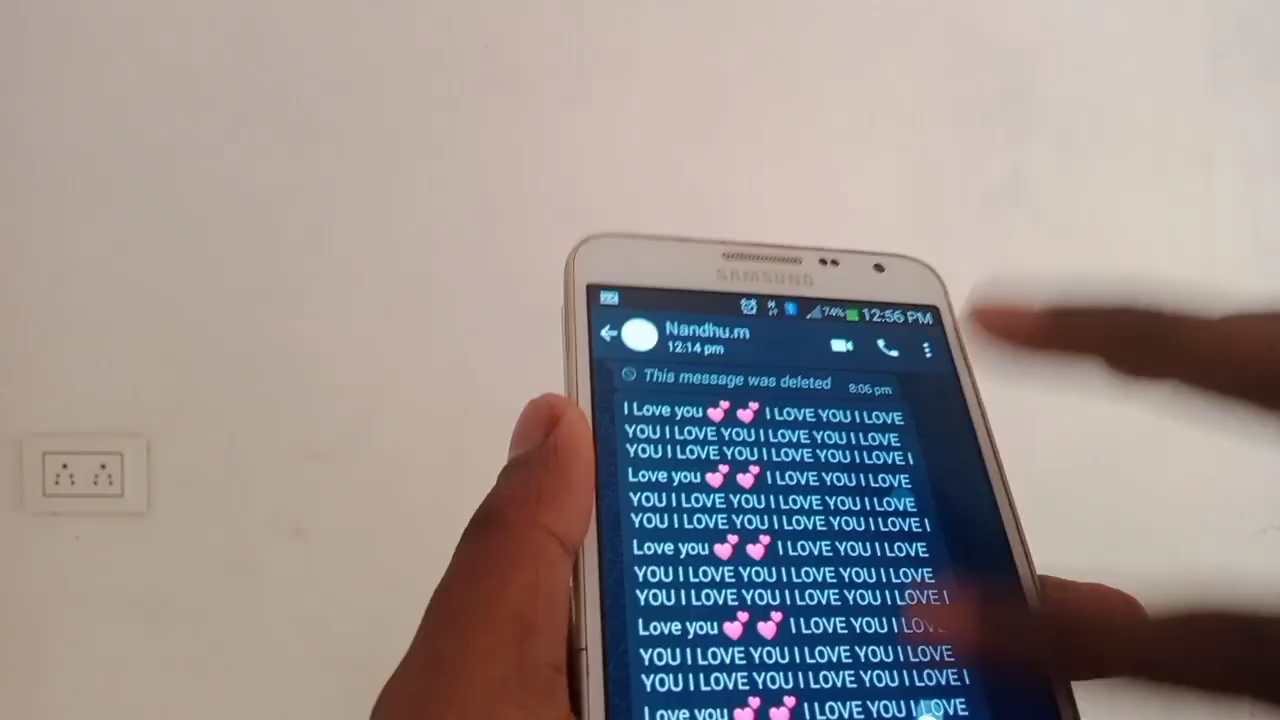 SAMSUNG
74% 12:56 PM
Nandhu.m
12:14 pm
This message was deleted 8:06 pm
I Love you 💕 💕 I LOVE YOU I LOVE
YOU I LOVE YOU I LOVE YOU I LOVE
YOU I LOVE YOU I LOVE YOU I LOVE I
Love you 💕 💕 I LOVE YOU I LOVE
YOU I LOVE YOU I LOVE YOU I LOVE
YOU I LOVE YOU I LOVE YOU I LOVE I
Love you 💕 💕 I LOVE YOU I LOVE
YOU I LOVE YOU I LOVE YOU I LOVE
YOU I LOVE YOU I LOVE YOU I LOVE I
Love you 💕 💕 I LOVE YOU I LOVE
YOU I LOVE YOU I LOVE YOU I LOVE
YOU I LOVE YOU I LOVE YOU I LOVE I
Love you 💕 💕 I LOVE YOU I LOVE